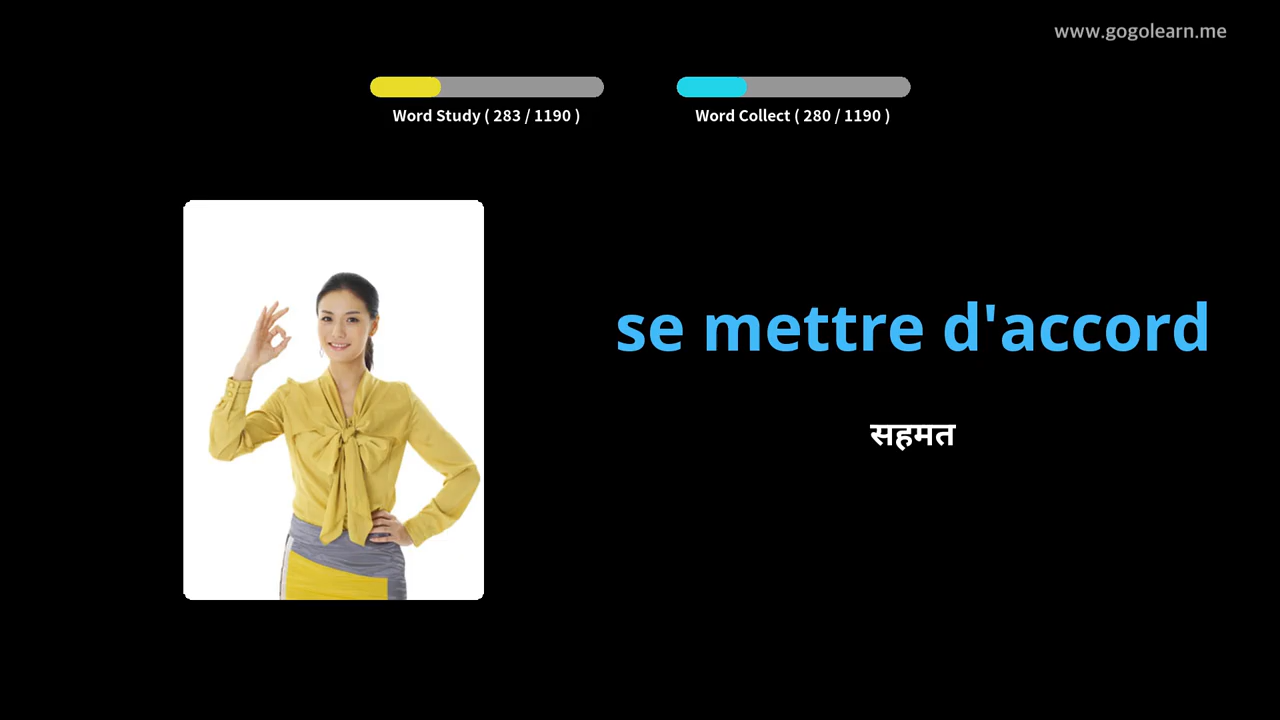 www.gogolearn.me
Word Study ( 283 / 1190 )
Word Collect ( 280 / 1190 )
se mettre d'accord
सहमत